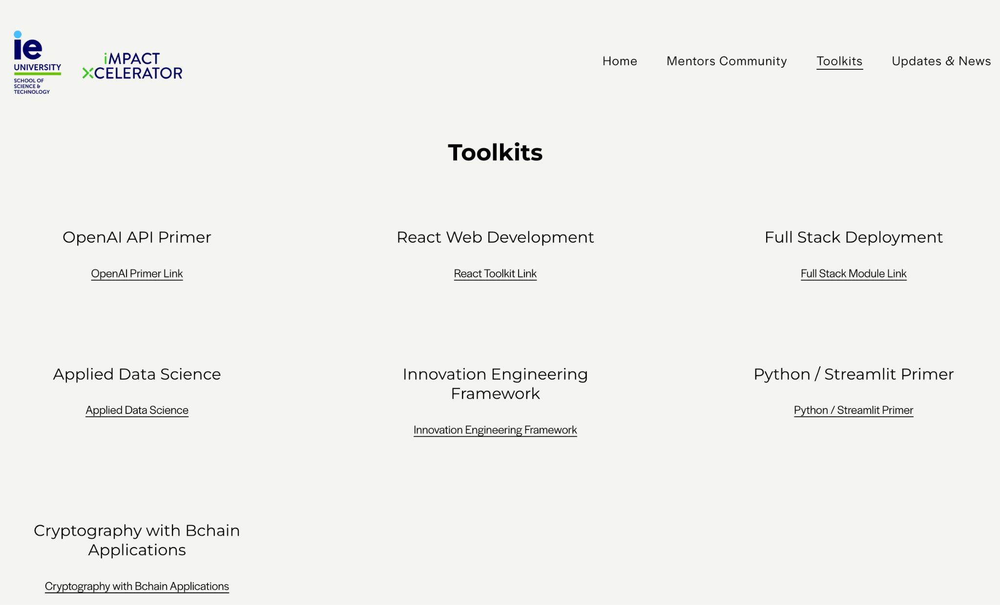 ie
UNIVERSITY
SCHOOL OF
SCIENCE &
TECHNOLOGY
iMPACT
XCELERATOR
Home
Mentors Community
Toolkits
Updates & News
Toolkits
OpenAI API Primer
OpenAI Primer Link
React Web Development
React Toolkit Link
Full Stack Deployment
Full Stack Module Link
Applied Data Science
Applied Data Science
Innovation Engineering
Framework
Innovation Engineering Framework
Python / Streamlit Primer
Python / Streamlit Primer
Cryptography with Bchain
Applications
Cryptography with Bchain Applications